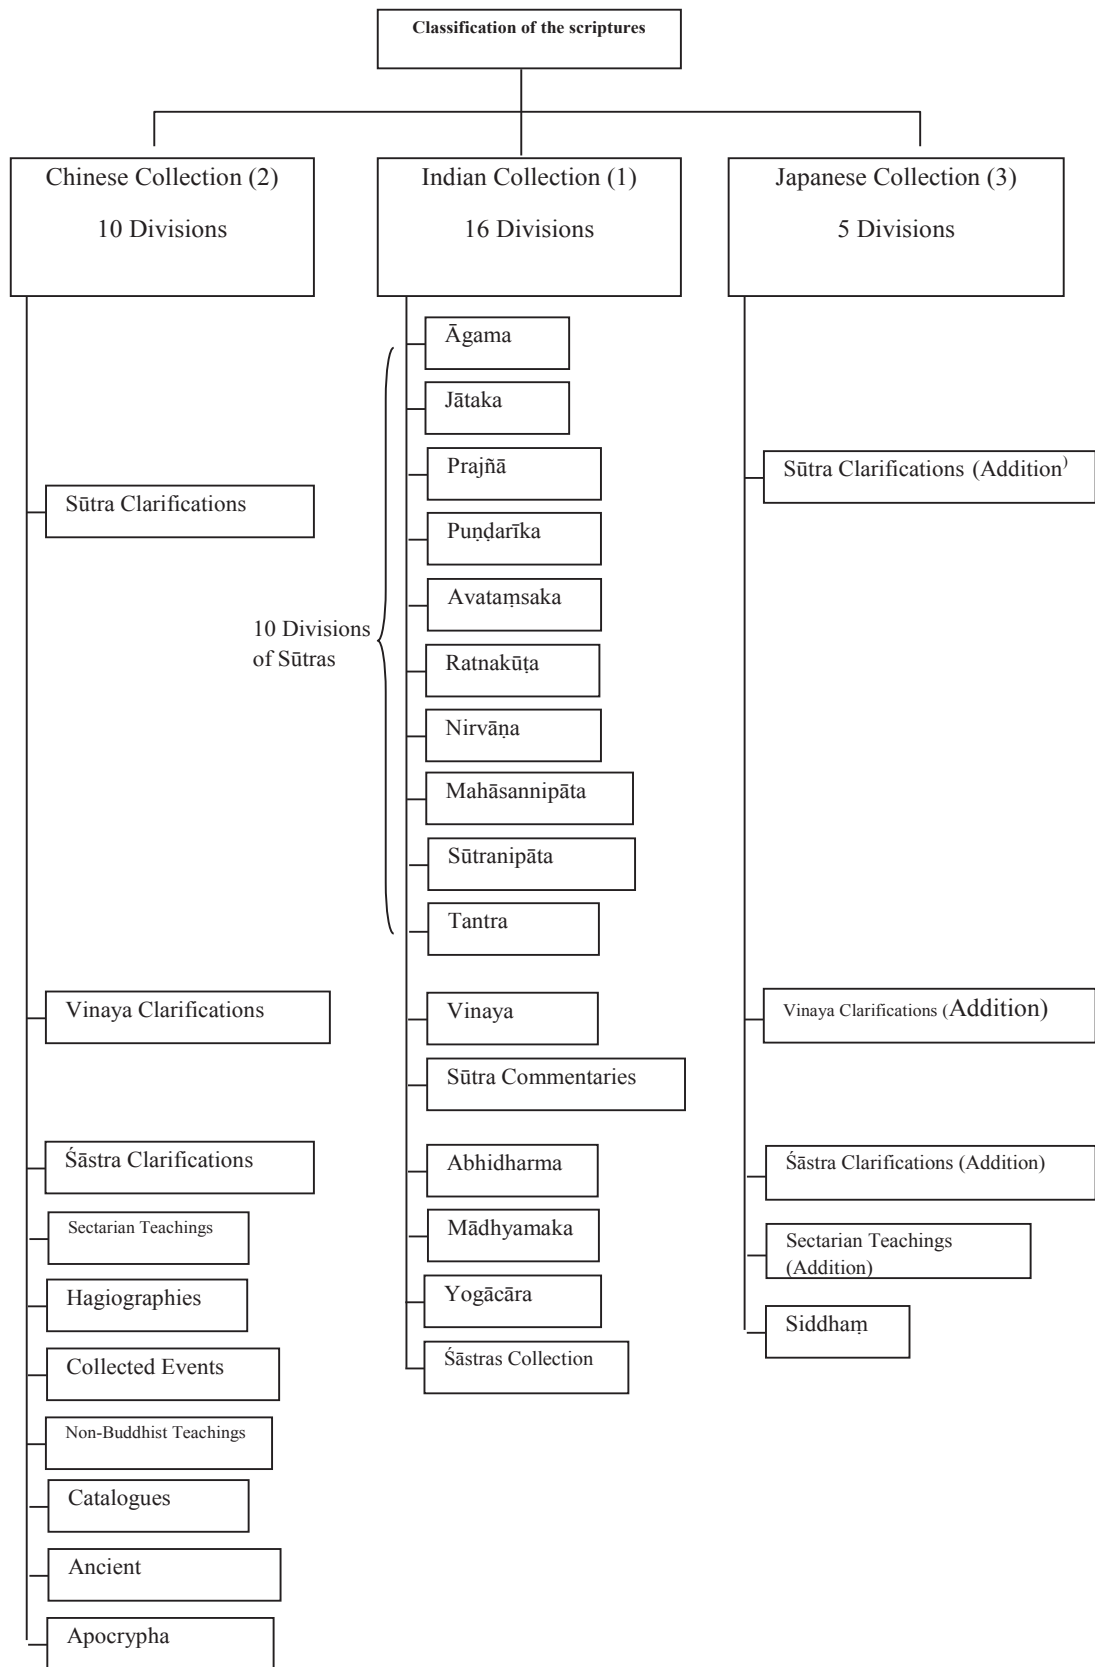 Classification of the scriptures
Chinese Collection (2)
10 Divisions
Indian Collection (1)
16 Divisions
Japanese Collection (3)
5 Divisions
Sūtra Clarifications
Vinaya Clarifications
Śāstra Clarifications
Sectarian Teachings
Hagiographies
Collected Events
Non-Buddhist Teachings
Catalogues
Ancient
Apocrypha
10 Divisions
of Sūtras
Āgama
Jātaka
Prajñā
Puṇḍarīka
Avataṃsaka
Ratnakūṭa
Nirvāṇa
Mahāsannipāta
Sūtranipāta
Tantra
Vinaya
Sūtra Commentaries
Abhidharma
Mādhyamaka
Yogācāra
Śāstras Collection
Sūtra Clarifications (Addition)
Vinaya Clarifications (Addition)
Śāstra Clarifications (Addition)
Sectarian Teachings
(Addition)
Siddhaṃ